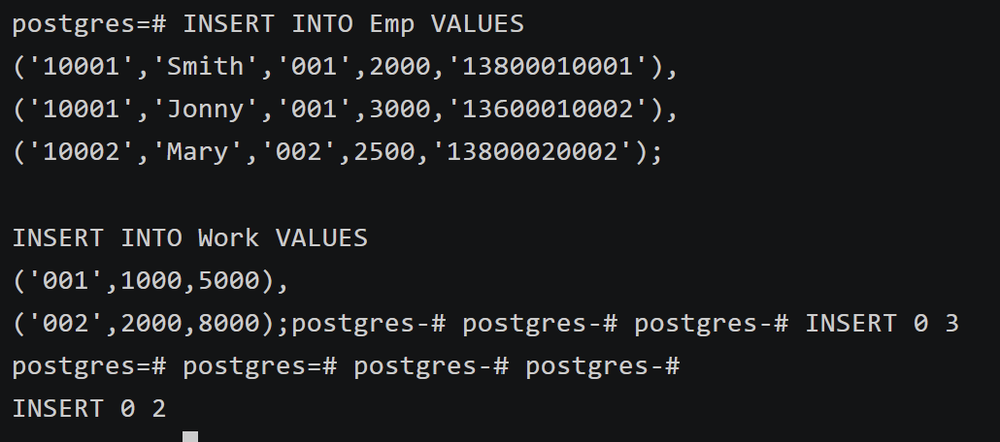 postgres=# INSERT INTO Emp VALUES
('10001','Smith','001',2000,'13800010001'),
('10001','Jonny','001',3000,'13600010002'),
('10002','Mary','002',2500,'13800020002');
INSERT INTO Work VALUES
('001',1000,5000),
('002',2000,8000);postgres-# postgres-# postgres-# INSERT 0 3
postgres=# postgres=# postgres-# postgres-#
INSERT 0 2